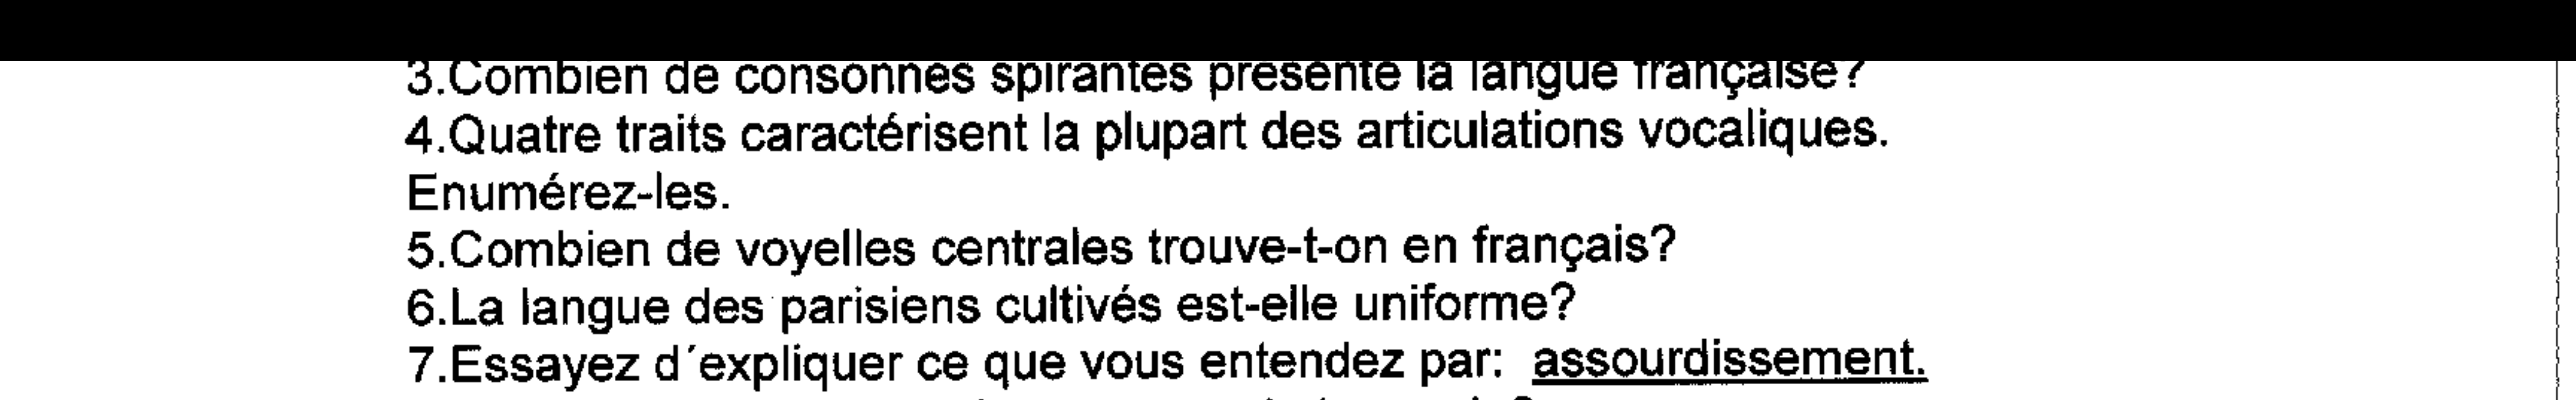 3.Combien de consonnes spirantes présente la langue française?
4.Quatre traits caractérisent la plupart des articulations vocaliques.
Enumérez-les.
5.Combien de voyelles centrales trouve-t-on en français?
6.La langue des parisiens cultivés est-elle uniforme?
7.Essayez d´expliquer ce que vous entendez par: assourdissement.